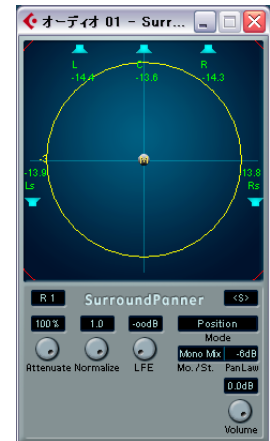 オーディオ 01 - Surr...
L C R
-14.4 -13.6 -14.3
-3
-13.9 13.8
Ls Rs
R 1 SurroundPanner <S>
100% 1.0 -oodB Position
Mode
Mono Mix -6dB
Attenuate Normalize LFE Mo./St. PanLaw
0.0dB
Volume